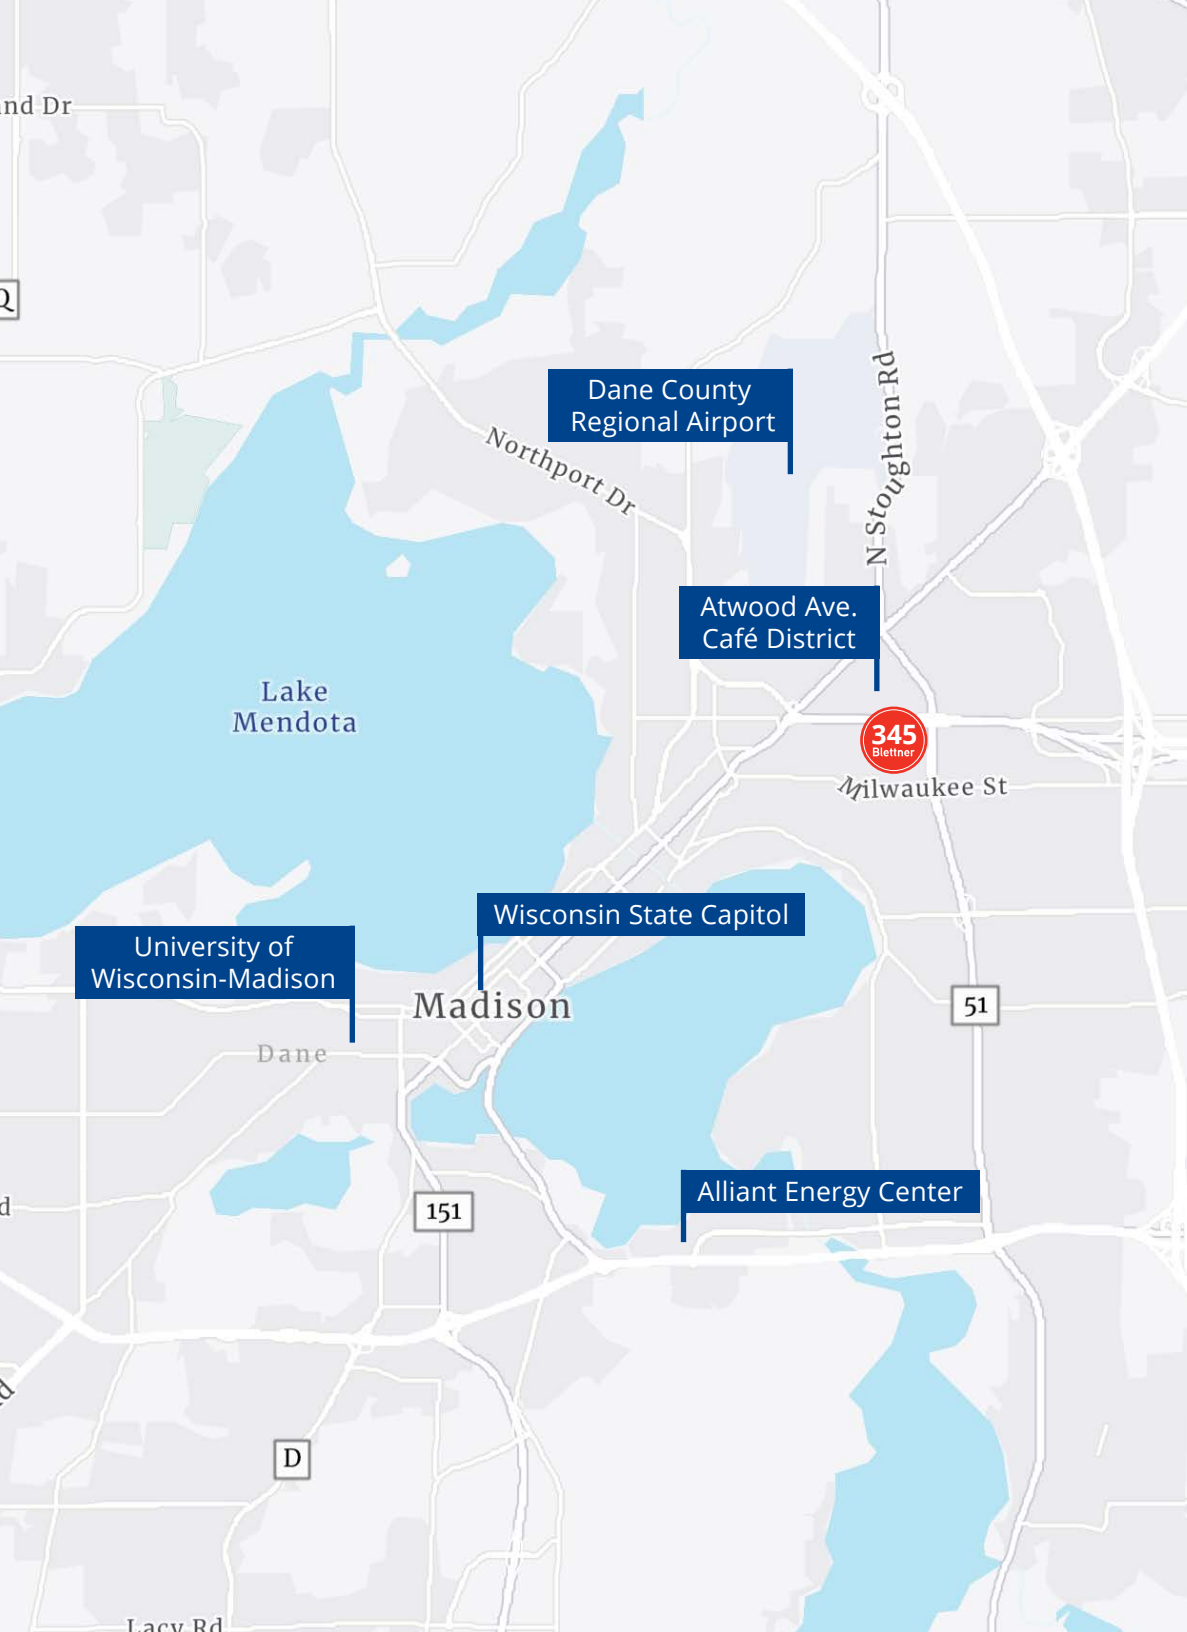 nd Dr
Q
Dane County
Regional Airport
N Stoughton Rd
Northport Dr
Atwood Ave.
Café District
Lake
Mendota
345
Blettner
Milwaukee St
Wisconsin State Capitol
University of
Wisconsin-Madison
Madison
51
Dane
Alliant Energy Center
d
151
d
D
Lacy Rd